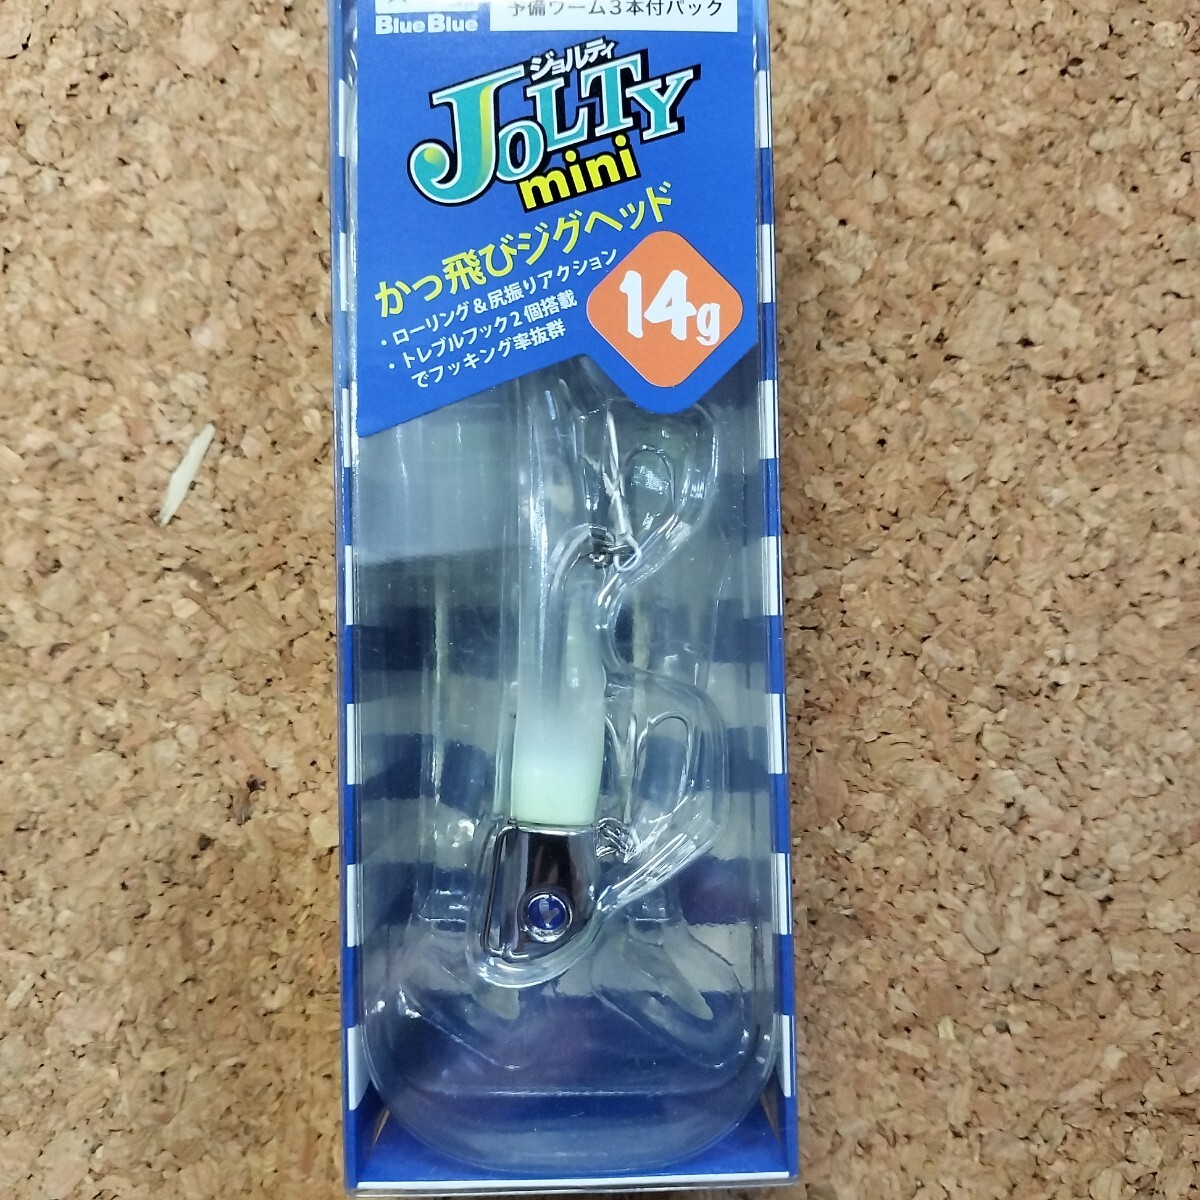 BlueBlue
予備ワーム3本付パック
ジョルティ
JOLTY
mini
かっ飛びジグヘッド
・ローリング&尻振りアクション
・トレブルフック2個搭載
でフッキング率抜群
14g